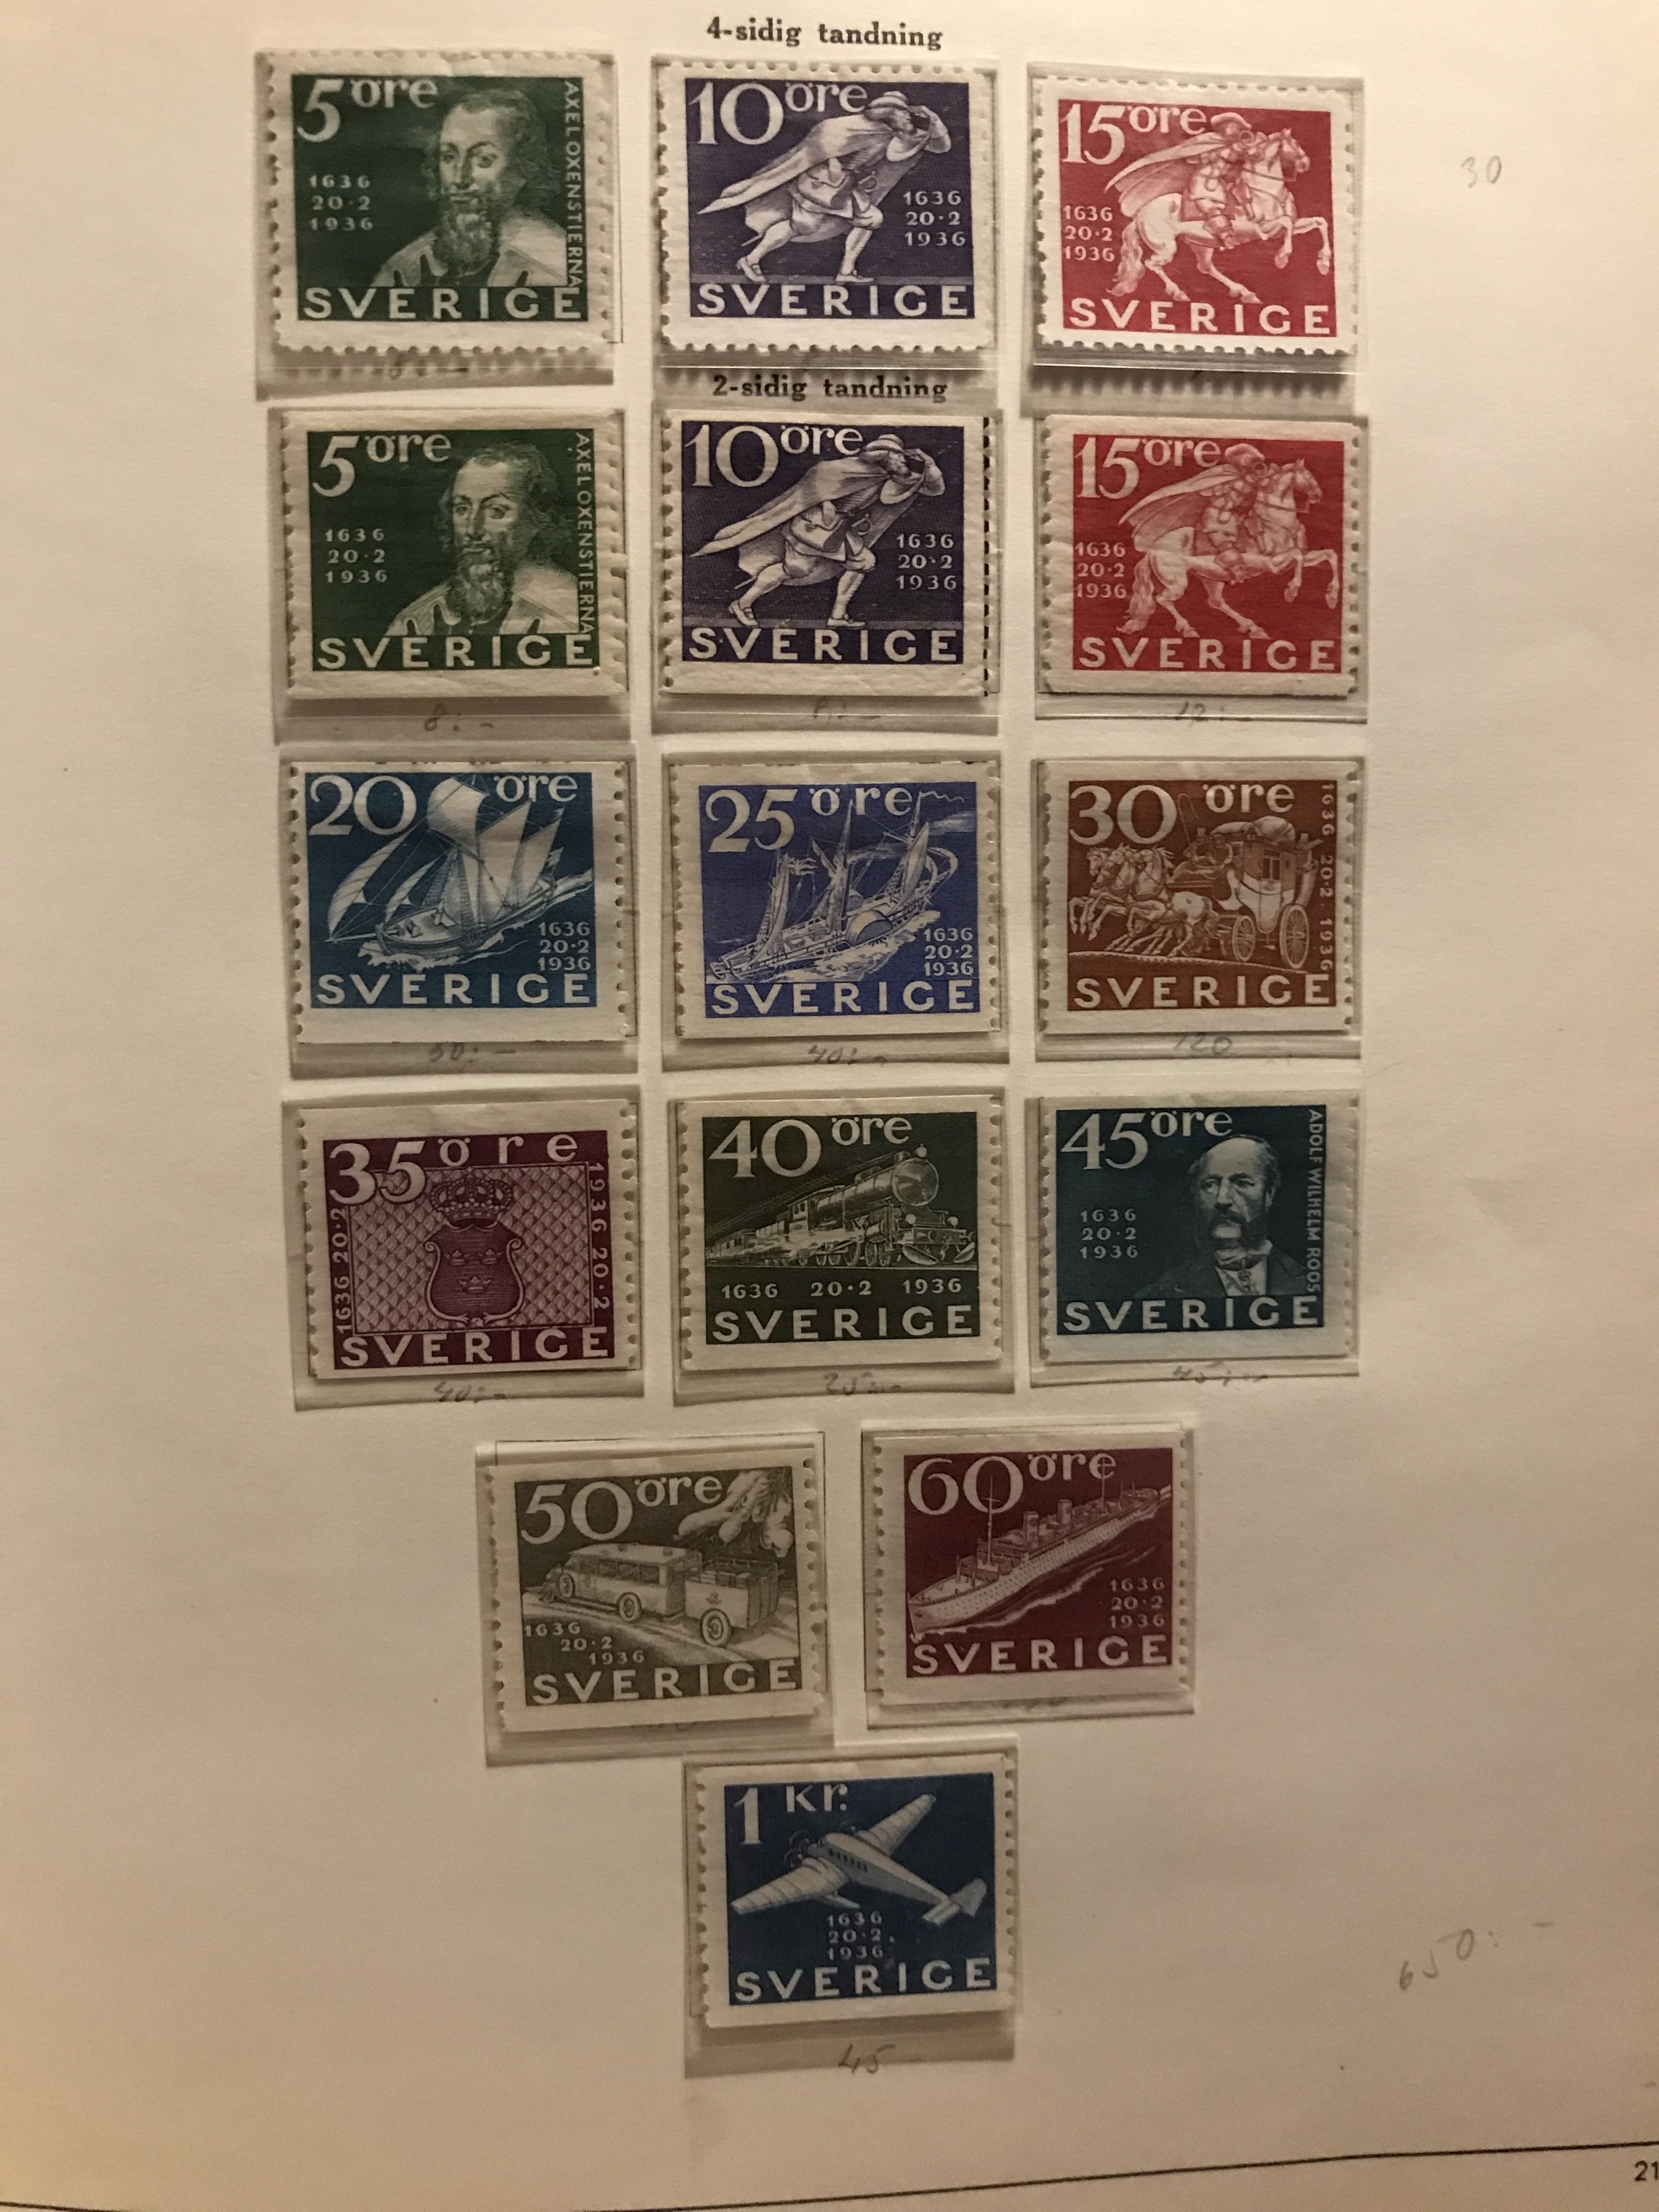 4-sidig tandning
5 öre
AXEL OXENSTIERNA
1636
20·2
1936
SVERIGE
10 öre
1636
20·2
1936
SVERIGE
15 öre
1636
20·2
1936
SVERIGE
30
2-sidig tandning
5 öre
AXEL OXENSTIERNA
1636
20·2
1936
SVERIGE
8:-
10 öre
1636
20·2
1936
SVERIGE
15 öre
1636
20·2
1936
SVERIGE
12:-
20 öre
1636
20·2
1936
SVERIGE
25 öre
1636
20·2
1936
SVERIGE
40:-
30 öre
1636 20·2 1936
SVERIGE
120
35 öre
1636 20·2
1936 20·2
SVERIGE
40:-
40 öre
1636 20·2 1936
SVERIGE
45 öre
ADOLF WILHELM ROOS
1636
20·2
1936
SVERIGE
45:-
50 öre
1636
20·2
1936
SVERIGE
60 öre
1636
20·2
1936
SVERIGE
1 Kr.
1636
20·2
1936
SVERIGE
45
650:-
21